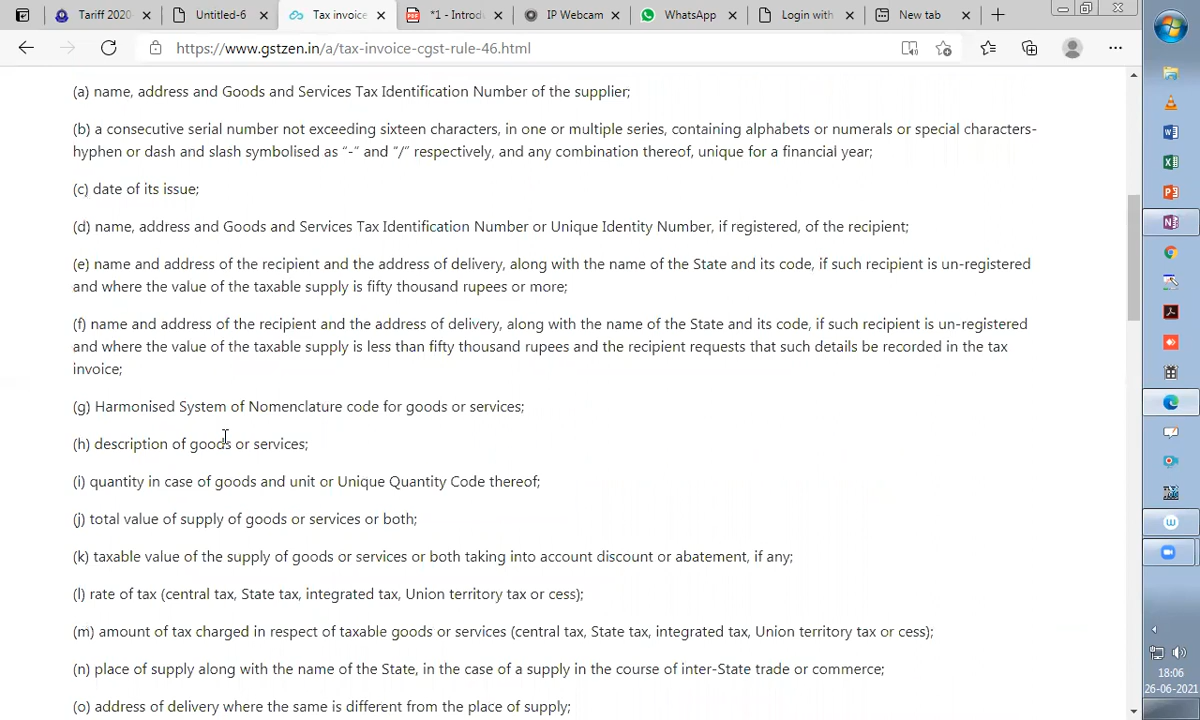 Tariff 2020-
Untitled-6
Tax invoice
*1 - Introdu
IP Webcam
WhatsApp
Login with
New tab
https://www.gstzen.in/a/tax-invoice-cgst-rule-46.html
(a) name, address and Goods and Services Tax Identification Number of the supplier;
(b) a consecutive serial number not exceeding sixteen characters, in one or multiple series, containing alphabets or numerals or special characters-
hyphen or dash and slash symbolised as “-” and “/” respectively, and any combination thereof, unique for a financial year;
(c) date of its issue;
(d) name, address and Goods and Services Tax Identification Number or Unique Identity Number, if registered, of the recipient;
(e) name and address of the recipient and the address of delivery, along with the name of the State and its code, if such recipient is un-registered
and where the value of the taxable supply is fifty thousand rupees or more;
(f) name and address of the recipient and the address of delivery, along with the name of the State and its code, if such recipient is un-registered
and where the value of the taxable supply is less than fifty thousand rupees and the recipient requests that such details be recorded in the tax
invoice;
(g) Harmonised System of Nomenclature code for goods or services;
(h) description of goods or services;
(i) quantity in case of goods and unit or Unique Quantity Code thereof;
(j) total value of supply of goods or services or both;
(k) taxable value of the supply of goods or services or both taking into account discount or abatement, if any;
(l) rate of tax (central tax, State tax, integrated tax, Union territory tax or cess);
(m) amount of tax charged in respect of taxable goods or services (central tax, State tax, integrated tax, Union territory tax or cess);
(n) place of supply along with the name of the State, in the case of a supply in the course of inter-State trade or commerce;
(o) address of delivery where the same is different from the place of supply;
18:06
26-06-2021